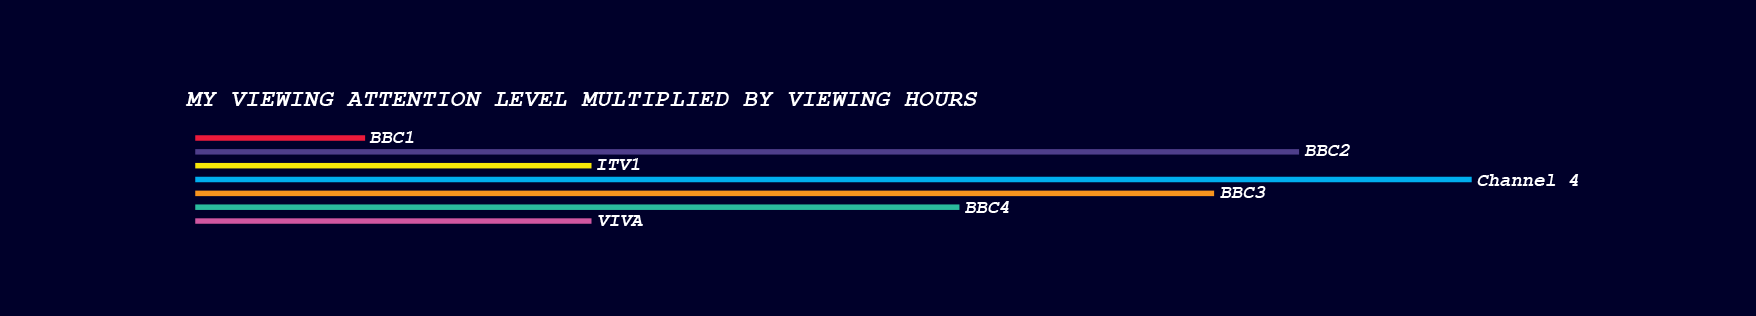 MY VIEWING ATTENTION LEVEL MULTIPLIED BY VIEWING HOURS
BBC1
BBC2
ITV1
Channel 4
BBC3
BBC4
VIVA